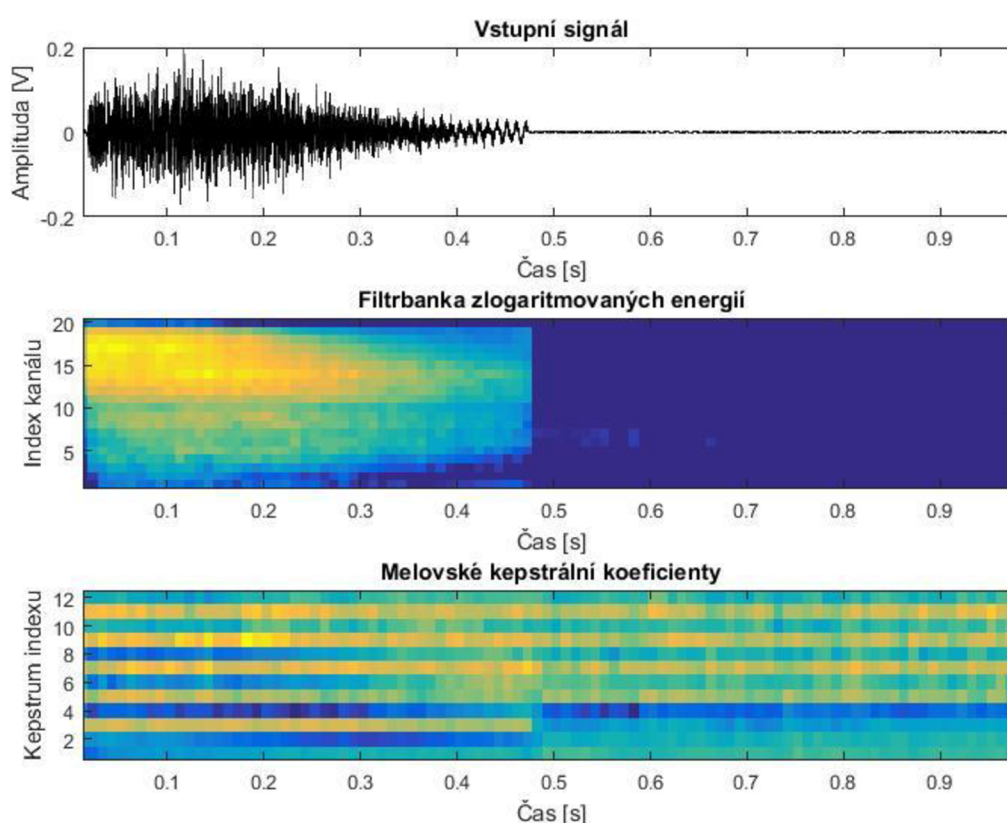 Vstupní signál
0.2
0
-0.2
Amplituda [V]
0.1 0.2 0.3 0.4 0.5 0.6 0.7 0.8 0.9
Čas [s]
Filtrbanka zlogaritmovaných energií
20
15
10
5
Index kanálu
0.1 0.2 0.3 0.4 0.5 0.6 0.7 0.8 0.9
Čas [s]
Melovské kepstrální koeficienty
12
10
8
6
4
2
Kepstrum indexu
0.1 0.2 0.3 0.4 0.5 0.6 0.7 0.8 0.9
Čas [s]